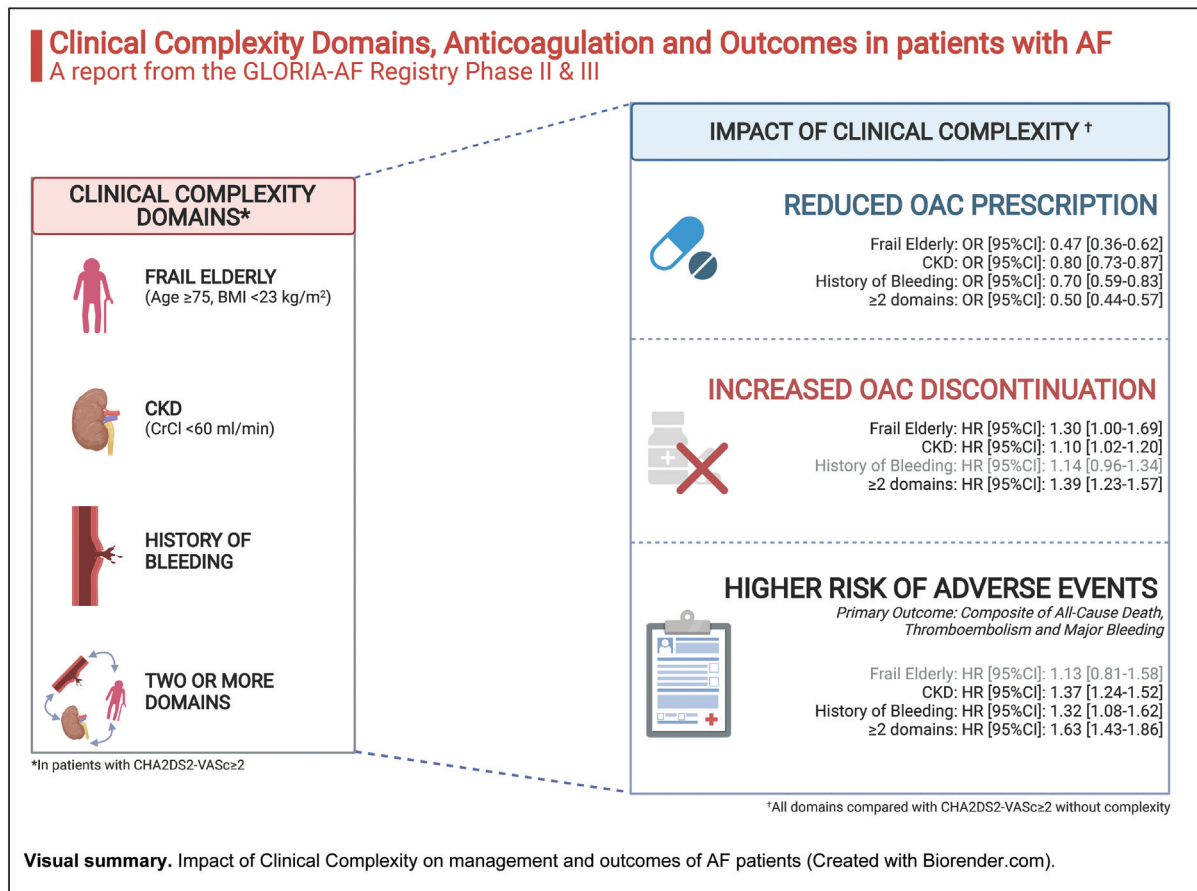 Clinical Complexity Domains, Anticoagulation and Outcomes in patients with AF
A report from the GLORIA-AF Registry Phase II & III
CLINICAL COMPLEXITY
DOMAINS*
FRAIL ELDERLY
(Age ≥75, BMI <23 kg/m²)
CKD
(CrCl <60 ml/min)
HISTORY OF
BLEEDING
TWO OR MORE
DOMAINS
*In patients with CHA2DS2-VASc≥2
IMPACT OF CLINICAL COMPLEXITY †
REDUCED OAC PRESCRIPTION
Frail Elderly: OR [95%CI]: 0.47 [0.36-0.62]
CKD: OR [95%CI]: 0.80 [0.73-0.87]
History of Bleeding: OR [95%CI]: 0.70 [0.59-0.83]
≥2 domains: OR [95%CI]: 0.50 [0.44-0.57]
INCREASED OAC DISCONTINUATION
Frail Elderly: HR [95%CI]: 1.30 [1.00-1.69]
CKD: HR [95%CI]: 1.10 [1.02-1.20]
History of Bleeding: HR [95%CI]: 1.14 [0.96-1.34]
≥2 domains: HR [95%CI]: 1.39 [1.23-1.57]
HIGHER RISK OF ADVERSE EVENTS
Primary Outcome: Composite of All-Cause Death,
Thromboembolism and Major Bleeding
Frail Elderly: HR [95%CI]: 1.13 [0.81-1.58]
CKD: HR [95%CI]: 1.37 [1.24-1.52]
History of Bleeding: HR [95%CI]: 1.32 [1.08-1.62]
≥2 domains: HR [95%CI]: 1.63 [1.43-1.86]
†All domains compared with CHA2DS2-VASc≥2 without complexity
Visual summary. Impact of Clinical Complexity on management and outcomes of AF patients (Created with Biorender.com).